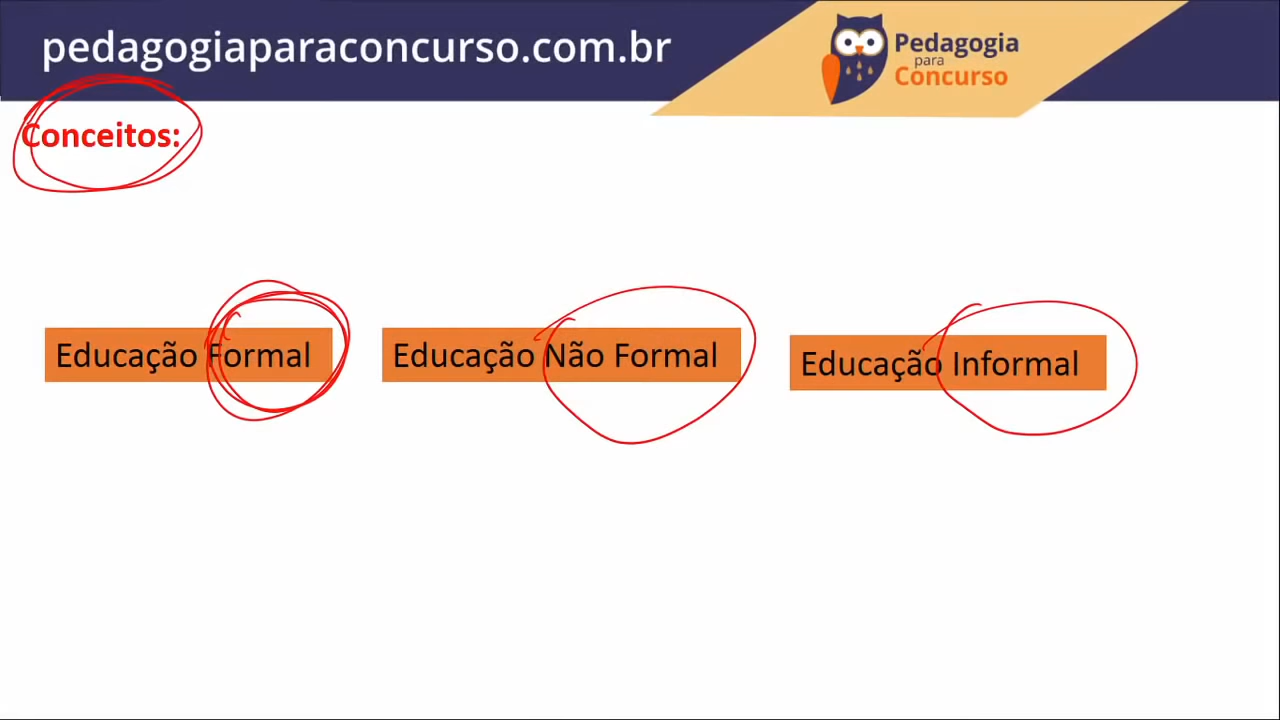 pedagogiaparaconcurso.com.br
Pedagogia
para
Concurso
Conceitos:
Educação Formal
Educação Não Formal
Educação Informal